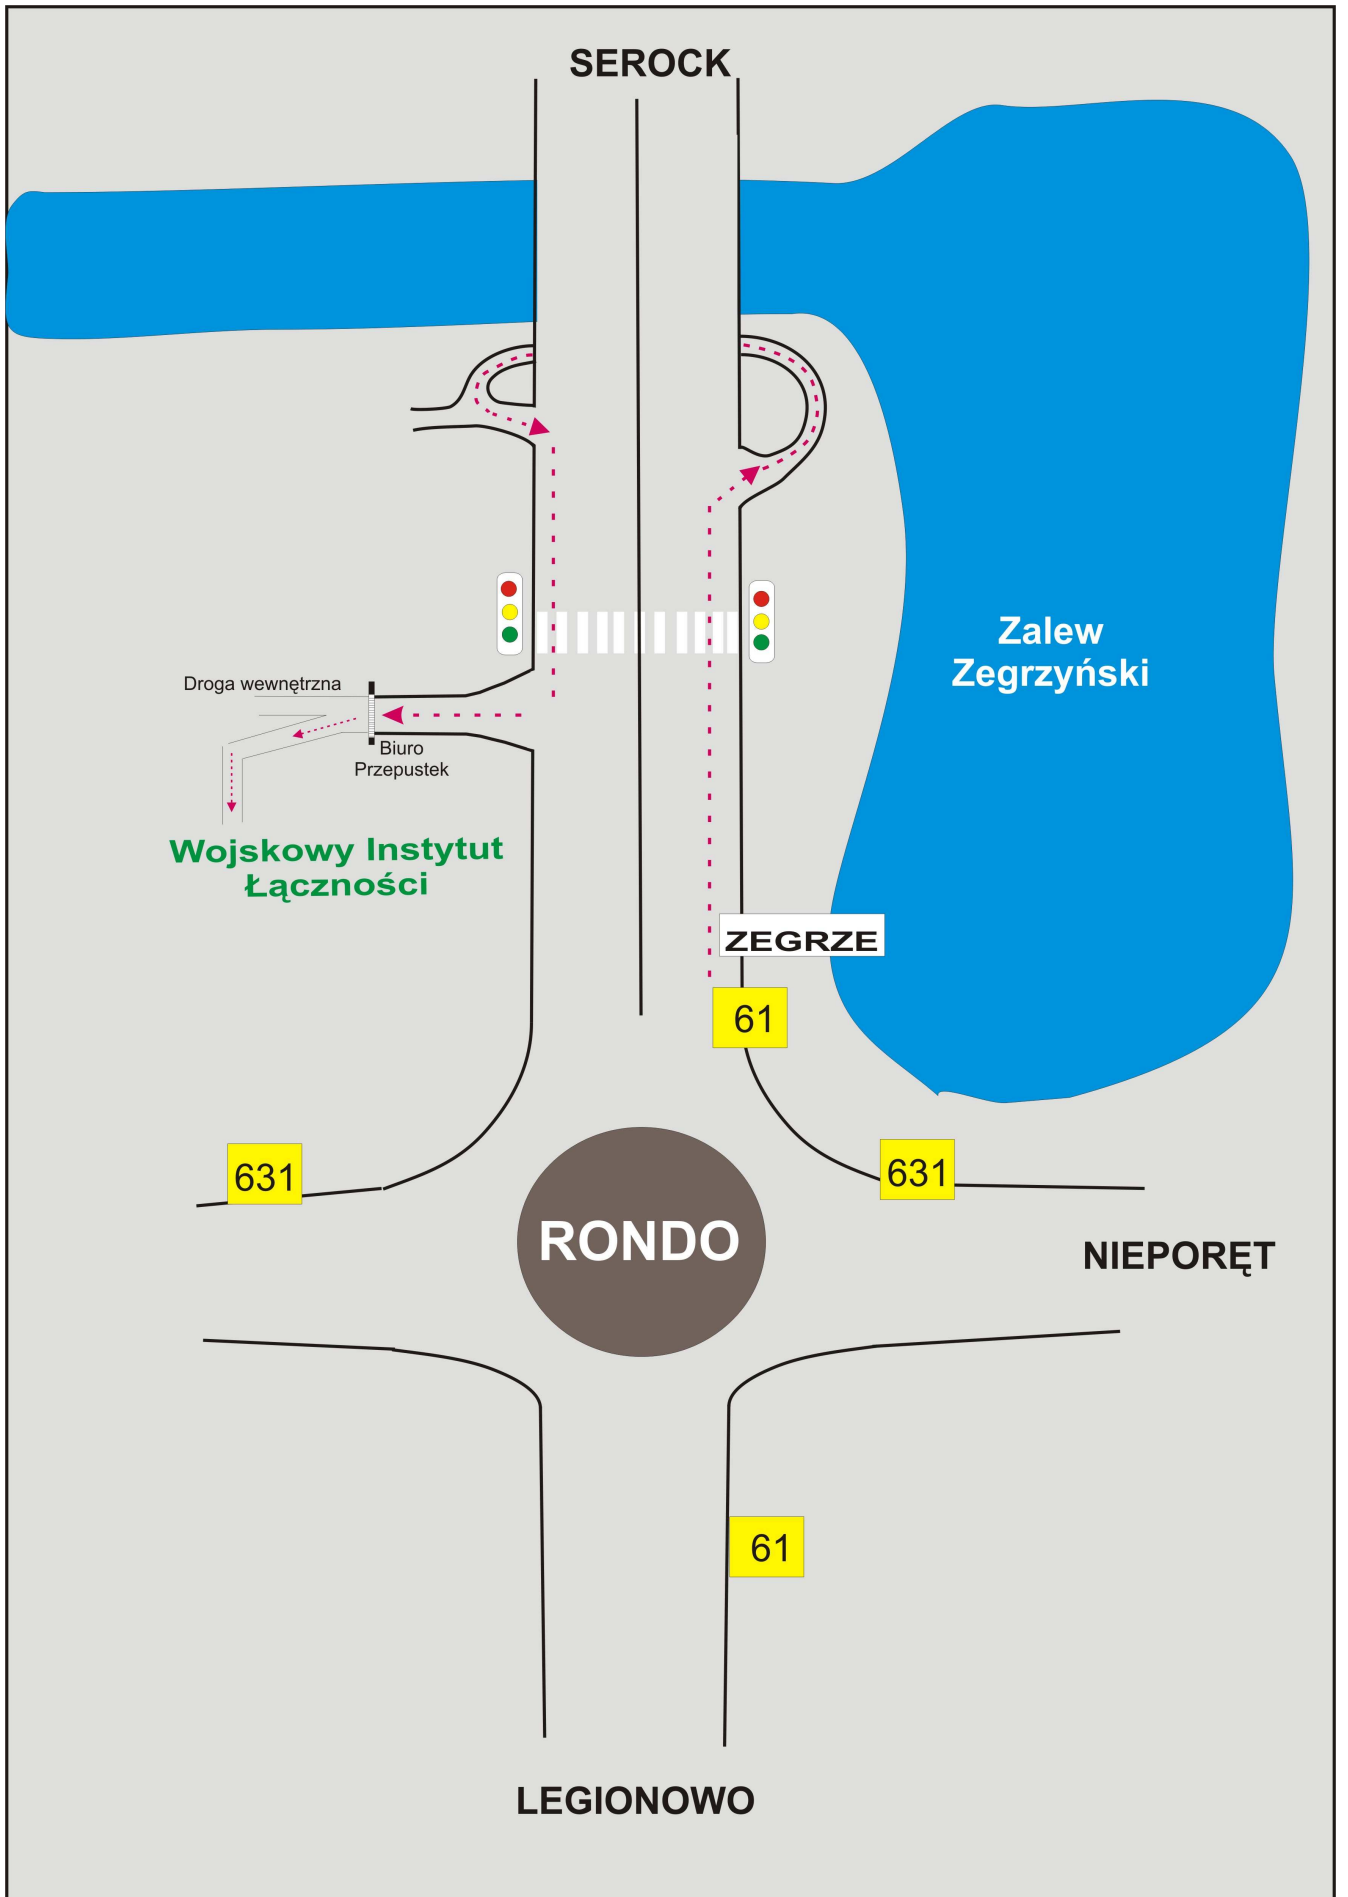 SEROCK
Zalew
Zegrzyński
Droga wewnętrzna
Biuro
Przepustek
Wojskowy Instytut
Łączności
ZEGRZE
61
631
631
RONDO
NIEPORĘT
61
LEGIONOWO